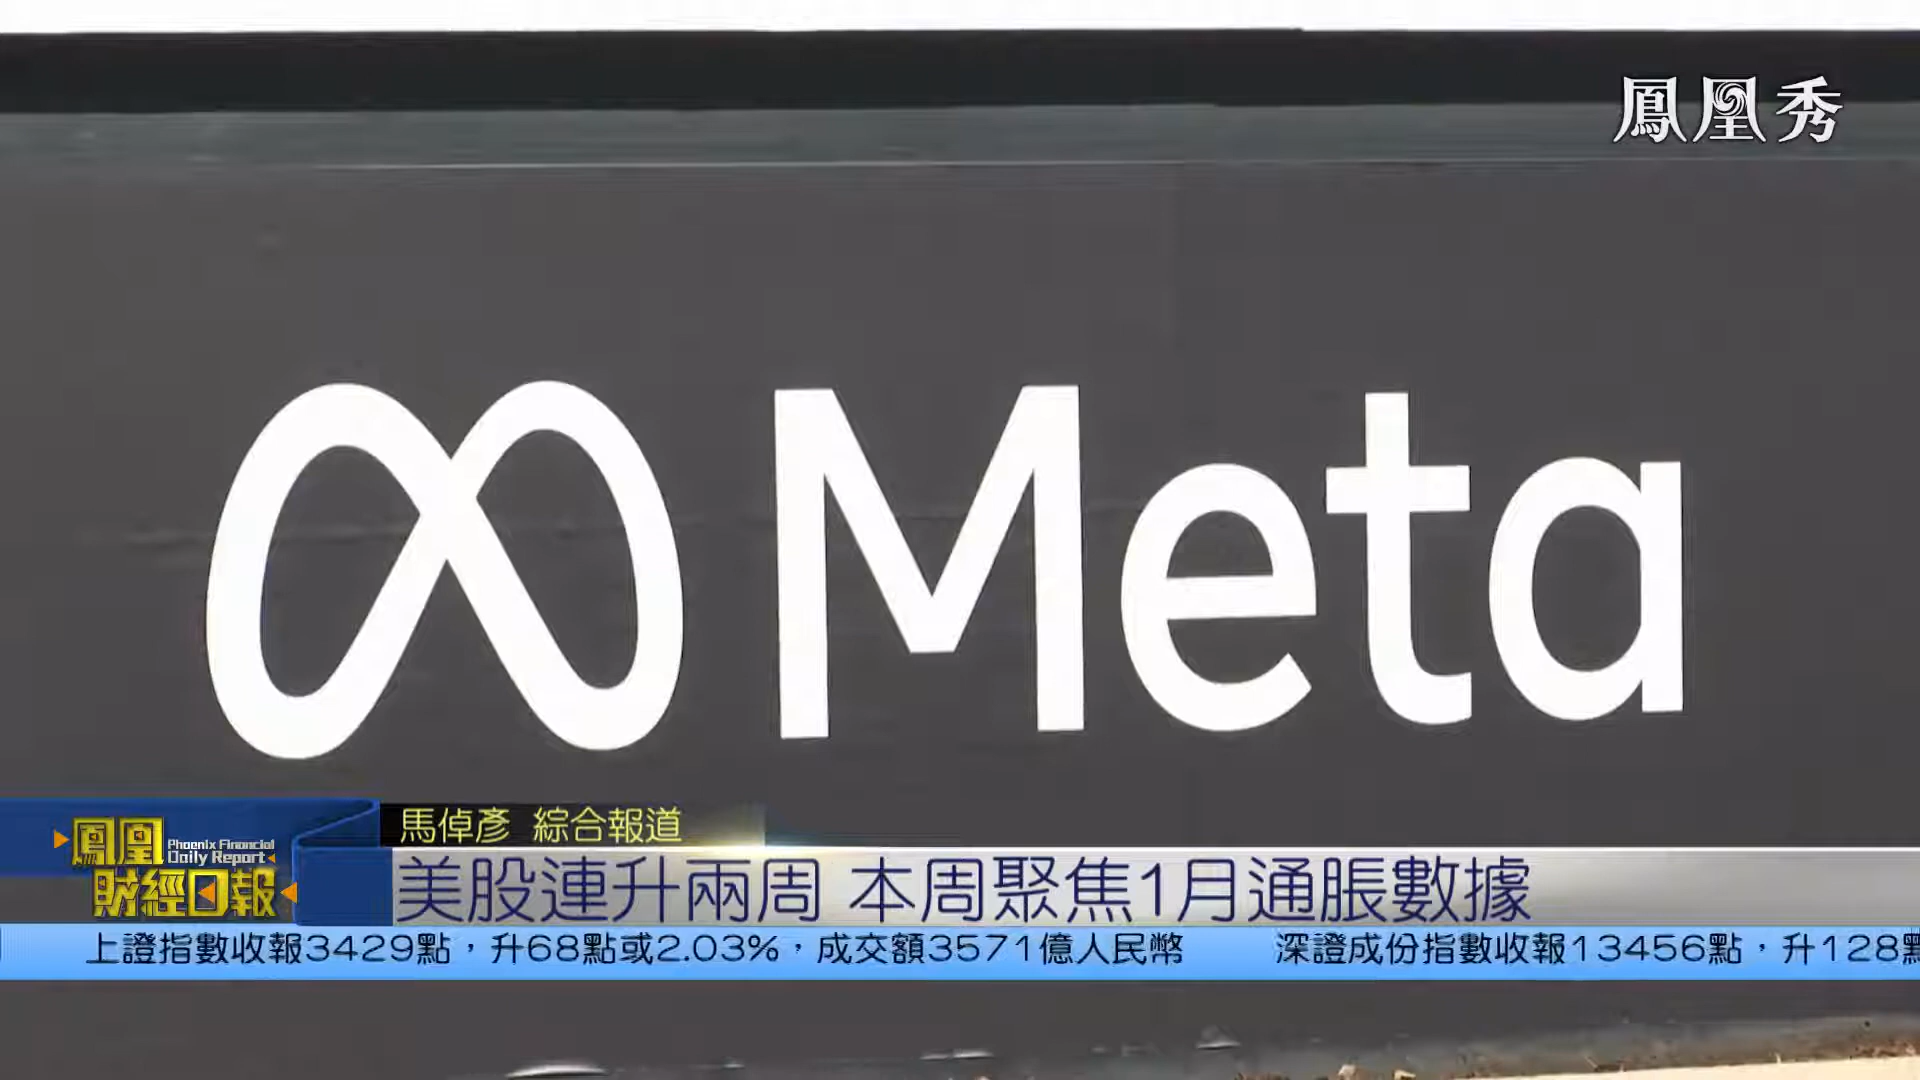 鳳凰秀
Meta
馬倬彥 綜合報道
鳳凰
Phoenix Financial
Daily Report
財經日報
美股連升兩周 本周聚焦1月通脹數據
上證指數收報3429點，升68點或2.03%，成交額3571億人民幣 深證成份指數收報13456點，升128點